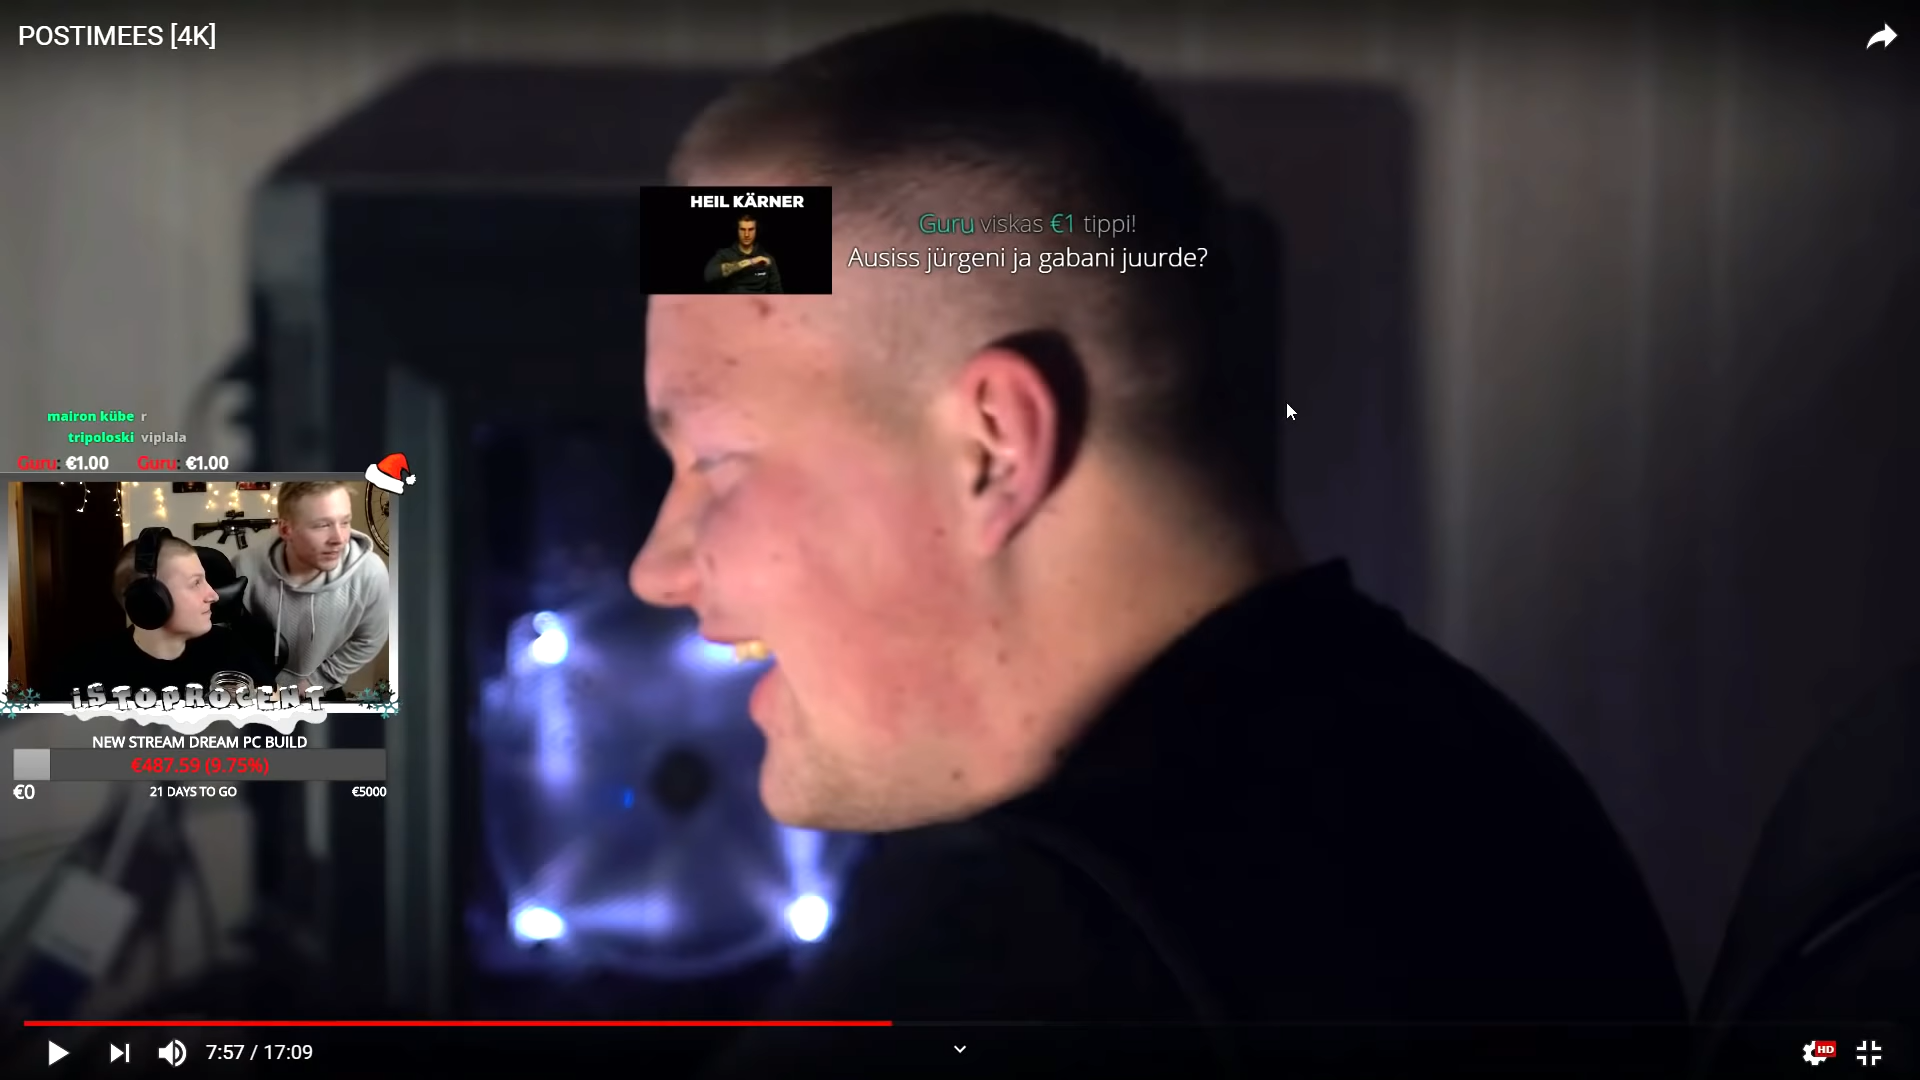 POSTIMEES [4K]
HEIL KÄRNER
Guru viskas €1 tippi!
Ausiss jürgeni ja gabani juurde?
mairon kübe r
tripoloski viplala
Guru: €1.00 Guru: €1.00
iSTOPROCENT
NEW STREAM DREAM PC BUILD
€487.59 (9.75%)
€0 21 DAYS TO GO €5000
7:57 / 17:09
HD